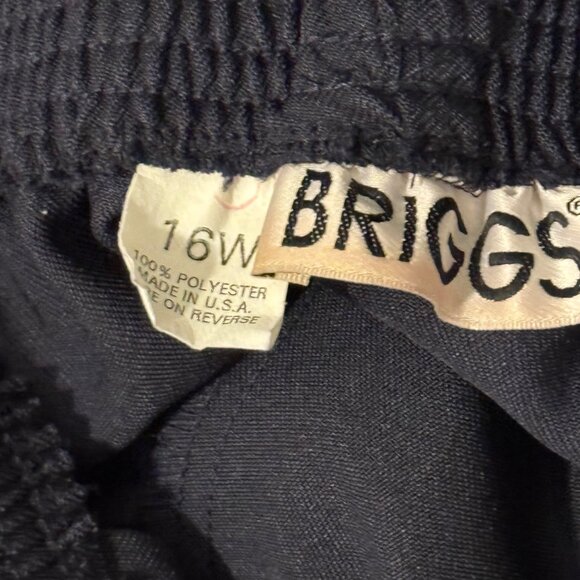 16W
100% POLYESTER
MADE IN U.S.A.
ON REVERSE
BRIGGS®